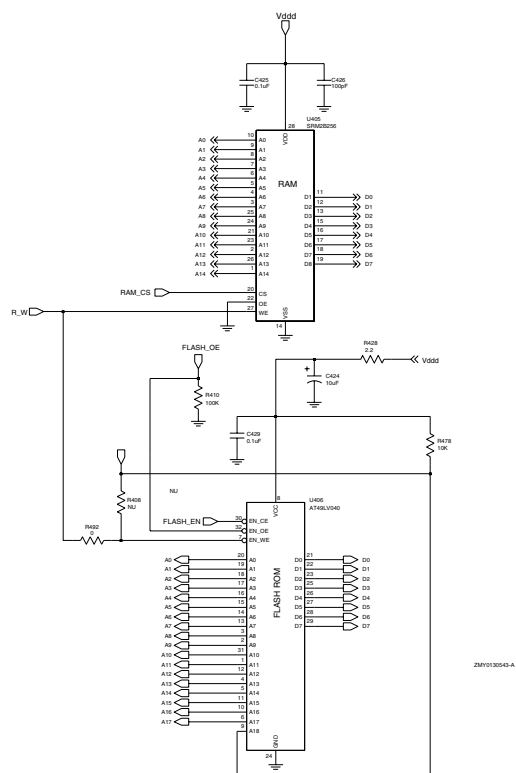 Vddd
C425
0.1uF
C426
100pF
U405
SRM2B256
28
VDD
RAM
A0 10 A0
A1 9 A1
A2 8 A2
A3 7 A3
A4 6 A4
A5 5 A5
A6 4 A6
A7 3 A7
A8 25 A8
A9 24 A9
A10 21 A10
A11 23 A11
A12 2 A12
A13 26 A13
A14 1 A14
D1 11 D0
D2 12 D1
D3 13 D2
D4 15 D3
D5 16 D4
D6 17 D5
D7 18 D6
D8 19 D7
RAM_CS 20 CS
22 OE
R_W 27 WE
VSS
14
FLASH_OE
R410
100K
R428
2.2
Vddd
+
C424
10uF
C429
0.1uF
R478
10K
R408
NU
NU
R492
0
8
VCC
U406
AT49LV040
FLASH ROM
FLASH_EN 30 EN_CE
32 EN_OE
7 EN_WE
A0 20 A0
A1 19 A1
A2 18 A2
A3 17 A3
A4 16 A4
A5 15 A5
A6 14 A6
A7 13 A7
A8 3 A8
A9 2 A9
A10 31 A10
A11 1 A11
A12 12 A12
A13 4 A13
A14 5 A14
A15 11 A15
A16 10 A16
A17 6 A17
9 A18
D0 21 D0
D1 22 D1
D2 23 D2
D3 25 D3
D4 26 D4
D5 27 D5
D6 28 D6
D7 29 D7
GND
24
ZMY0130543-A